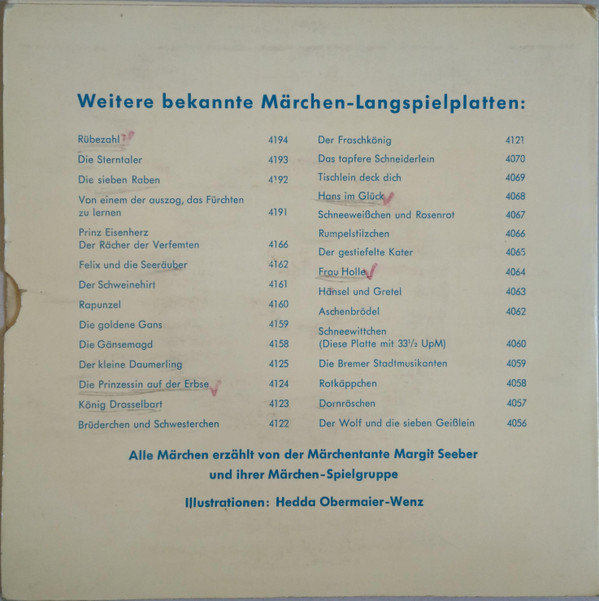 Weitere bekannte Märchen-Langspielplatten:
Rübezahl 4194
Die Sterntaler 4193
Die sieben Raben 4192
Von einem der auszog, das Fürchten
zu lernen 4191
Prinz Eisenherz
Der Rächer der Verfemten 4166
Felix und die Seeräuber 4162
Der Schweinehirt 4161
Rapunzel 4160
Die goldene Gans 4159
Die Gänsemagd 4158
Der kleine Daumerling 4125
Die Prinzessin auf der Erbse 4124
König Drosselbart 4123
Brüderchen und Schwesterchen 4122
Der Froschkönig 4121
Das tapfere Schneiderlein 4070
Tischlein deck dich 4069
Hans im Glück 4068
Schneeweißchen und Rosenrot 4067
Rumpelstilzchen 4066
Der gestiefelte Kater 4065
Frau Holle 4064
Hänsel und Gretel 4063
Aschenbrödel 4062
Schneewittchen
(Diese Platte mit 33½ UpM) 4060
Die Bremer Stadtmusikanten 4059
Rotkäppchen 4058
Dornröschen 4057
Der Wolf und die sieben Geißlein 4056
Alle Märchen erzählt von der Märchentante Margit Seeber
und ihrer Märchen-Spielgruppe
Illustrationen: Hedda Obermaier-Wenz